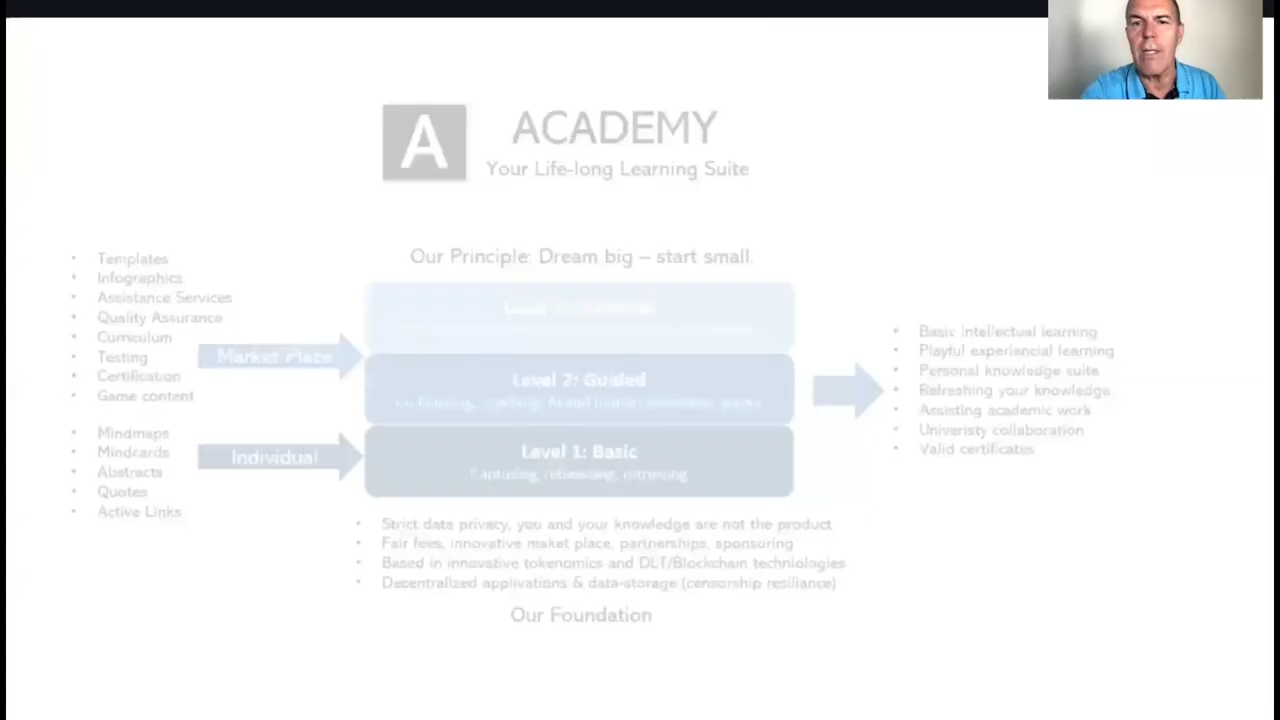 A
ACADEMY
Your Life-long Learning Suite
Our Principle: Dream big – start small.
• Templates
• Infographics
• Assistance Services
• Quality Assurance
• Curriculum
• Testing
• Certification
• Game content
Market Place
• Mindmaps
• Mindcards
• Abstracts
• Quotes
• Active Links
Individual
Level 2: Guided
Level 1: Basic
Capturing, rebowsing, retrieving
• Basic intellectual learning
• Playful experiancial learning
• Personal knowledge suite
• Refreshing your knowledge
• Assisting academic work
• Univeristy collaboration
• Valid certificates
• Strict data privacy, you and your knowledge are not the product
• Fair fees, innovative maket place, partnerships, sponsoring
• Based in innovative tokenomics and DLT/Blockchain techniologies
• Decentralized applivations & data-storage (censorship resiliance)
Our Foundation